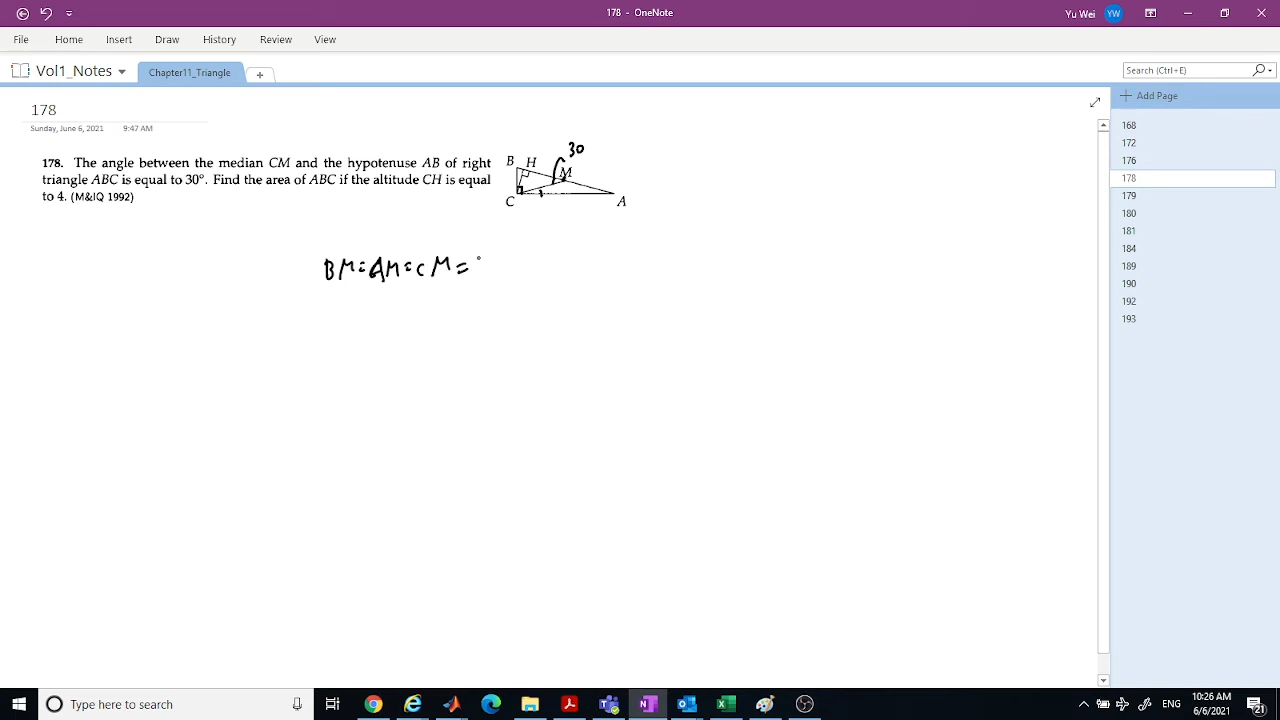 178 - OneNote
Yu Wei YW
File Home Insert Draw History Review View
Vol1_Notes Chapter11_Triangle Search (Ctrl+E)
Add Page
178
Sunday, June 6, 2021 9:47 AM
178. The angle between the median CM and the hypotenuse AB of right
triangle ABC is equal to 30°. Find the area of ABC if the altitude CH is equal
to 4. (M&IQ 1992)
30
B H
M
C A
BM=AM=CM=
168
172
176
178
179
180
181
184
189
190
192
193
Type here to search
ENG
10:26 AM
6/6/2021
21